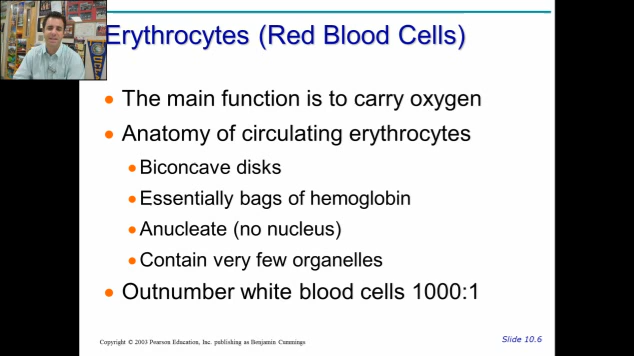 Erythrocytes (Red Blood Cells)
The main function is to carry oxygen
Anatomy of circulating erythrocytes
Biconcave disks
Essentially bags of hemoglobin
Anucleate (no nucleus)
Contain very few organelles
Outnumber white blood cells 1000:1
Copyright © 2003 Pearson Education, Inc. publishing as Benjamin Cummings
Slide 10.6